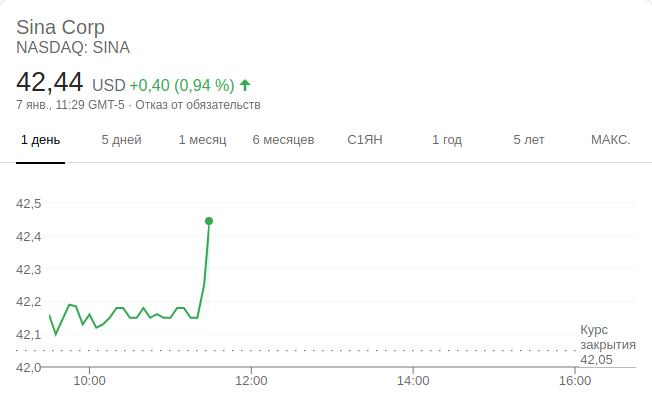 Sina Corp
NASDAQ: SINA
42,44 USD +0,40 (0,94 %) ↑
7 янв., 11:29 GMT-5 · Отказ от обязательств
1 день 5 дней 1 месяц 6 месяцев С1ЯН 1 год 5 лет МАКС.
42,5
42,4
42,3
42,2
42,1
42,0
Курс
закрытия
42,05
10:00 12:00 14:00 16:00